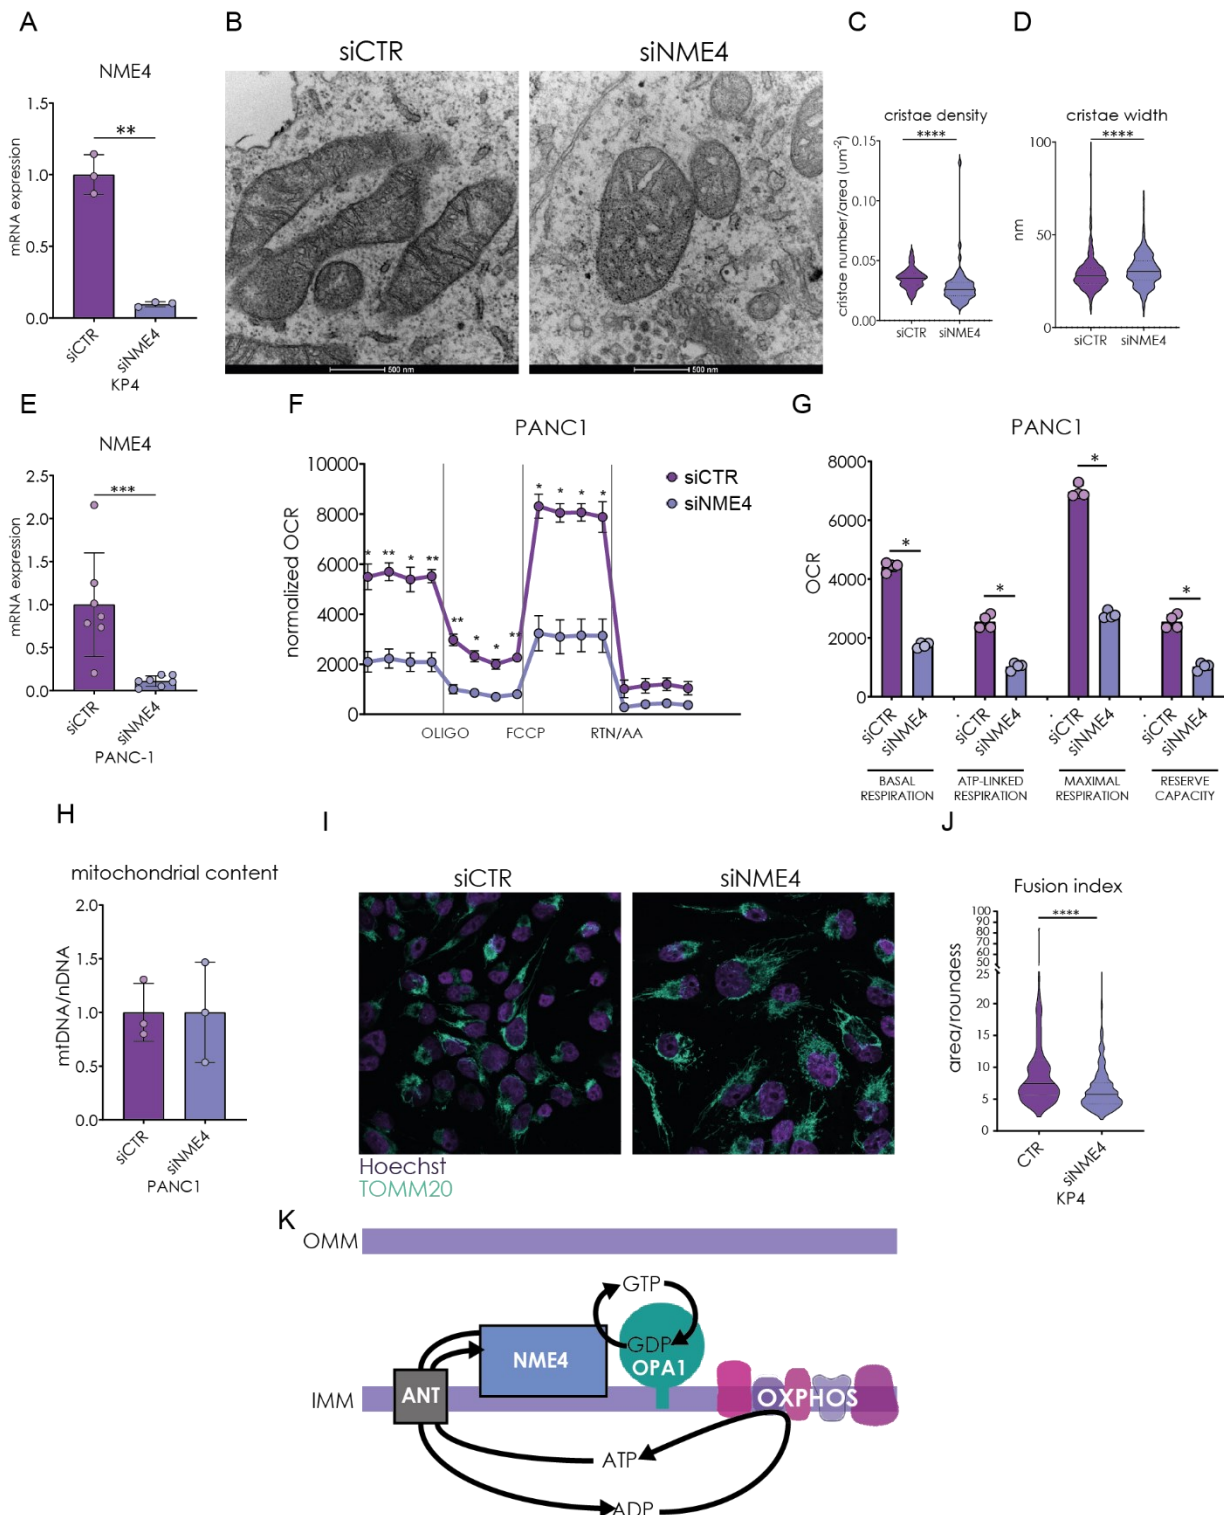 A
NME4
mRNA expression
1.5
1.0
0.5
0.0
**
siCTR
siNME4
KP4
B
siCTR
siNME4
500 nm
500 nm
C
cristae density
cristae number/area (um-2)
0.15
0.10
0.05
0.00
****
siCTR siNME4
D
cristae width
nm
100
50
0
****
siCTR siNME4
E
NME4
mRNA expression
2.5
2.0
1.5
1.0
0.5
0.0
***
siCTR
siNME4
PANC-1
F
PANC1
normalized OCR
10000
8000
6000
4000
2000
0
siCTR
siNME4
* ** * **
** * * **
* * * *
OLIGO FCCP RTN/AA
G
PANC1
OCR
8000
6000
4000
2000
0
* * * *
siCTR siNME4 siCTR siNME4 siCTR siNME4 siCTR siNME4
BASAL RESPIRATION
ATP-LINKED RESPIRATION
MAXIMAL RESPIRATION
RESERVE CAPACITY
H
mitochondrial content
mtDNA/nDNA
2.0
1.5
1.0
0.5
0.0
siCTR
siNME4
PANC1
I
siCTR
siNME4
Hoechst
TOMM20
J
Fusion index
area/roundess
100
90
80
70
60
50
25
20
15
10
5
0
****
CTR
siNME4
KP4
K
OMM
GTP
GDP
OPA1
NME4
IMM
ANT
OXPHOS
ATP
ADP